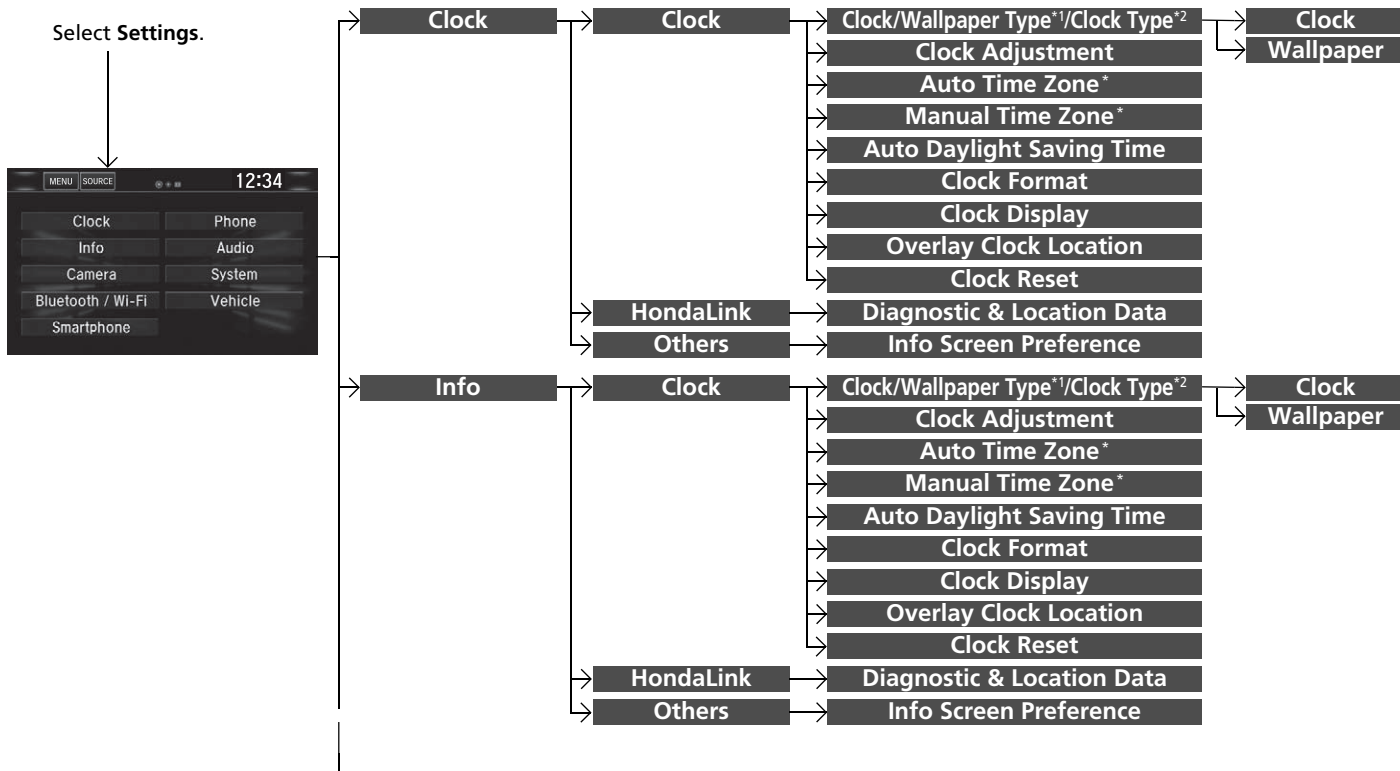 Select Settings.
MENU SOURCE 12:34
Clock Phone
Info Audio
Camera System
Bluetooth / Wi-Fi Vehicle
Smartphone
Clock
Clock
Clock/Wallpaper Type*1/Clock Type*2
Clock
Wallpaper
Clock Adjustment
Auto Time Zone*
Manual Time Zone*
Auto Daylight Saving Time
Clock Format
Clock Display
Overlay Clock Location
Clock Reset
HondaLink
Diagnostic & Location Data
Others
Info Screen Preference
Info
Clock
Clock/Wallpaper Type*1/Clock Type*2
Clock
Wallpaper
Clock Adjustment
Auto Time Zone*
Manual Time Zone*
Auto Daylight Saving Time
Clock Format
Clock Display
Overlay Clock Location
Clock Reset
HondaLink
Diagnostic & Location Data
Others
Info Screen Preference